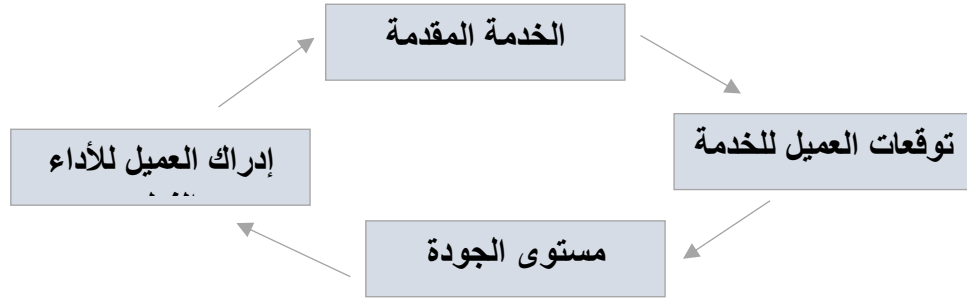 الخدمة المقدمة
توقعات العميل للخدمة
إدراك العميل للأداء
مستوى الجودة